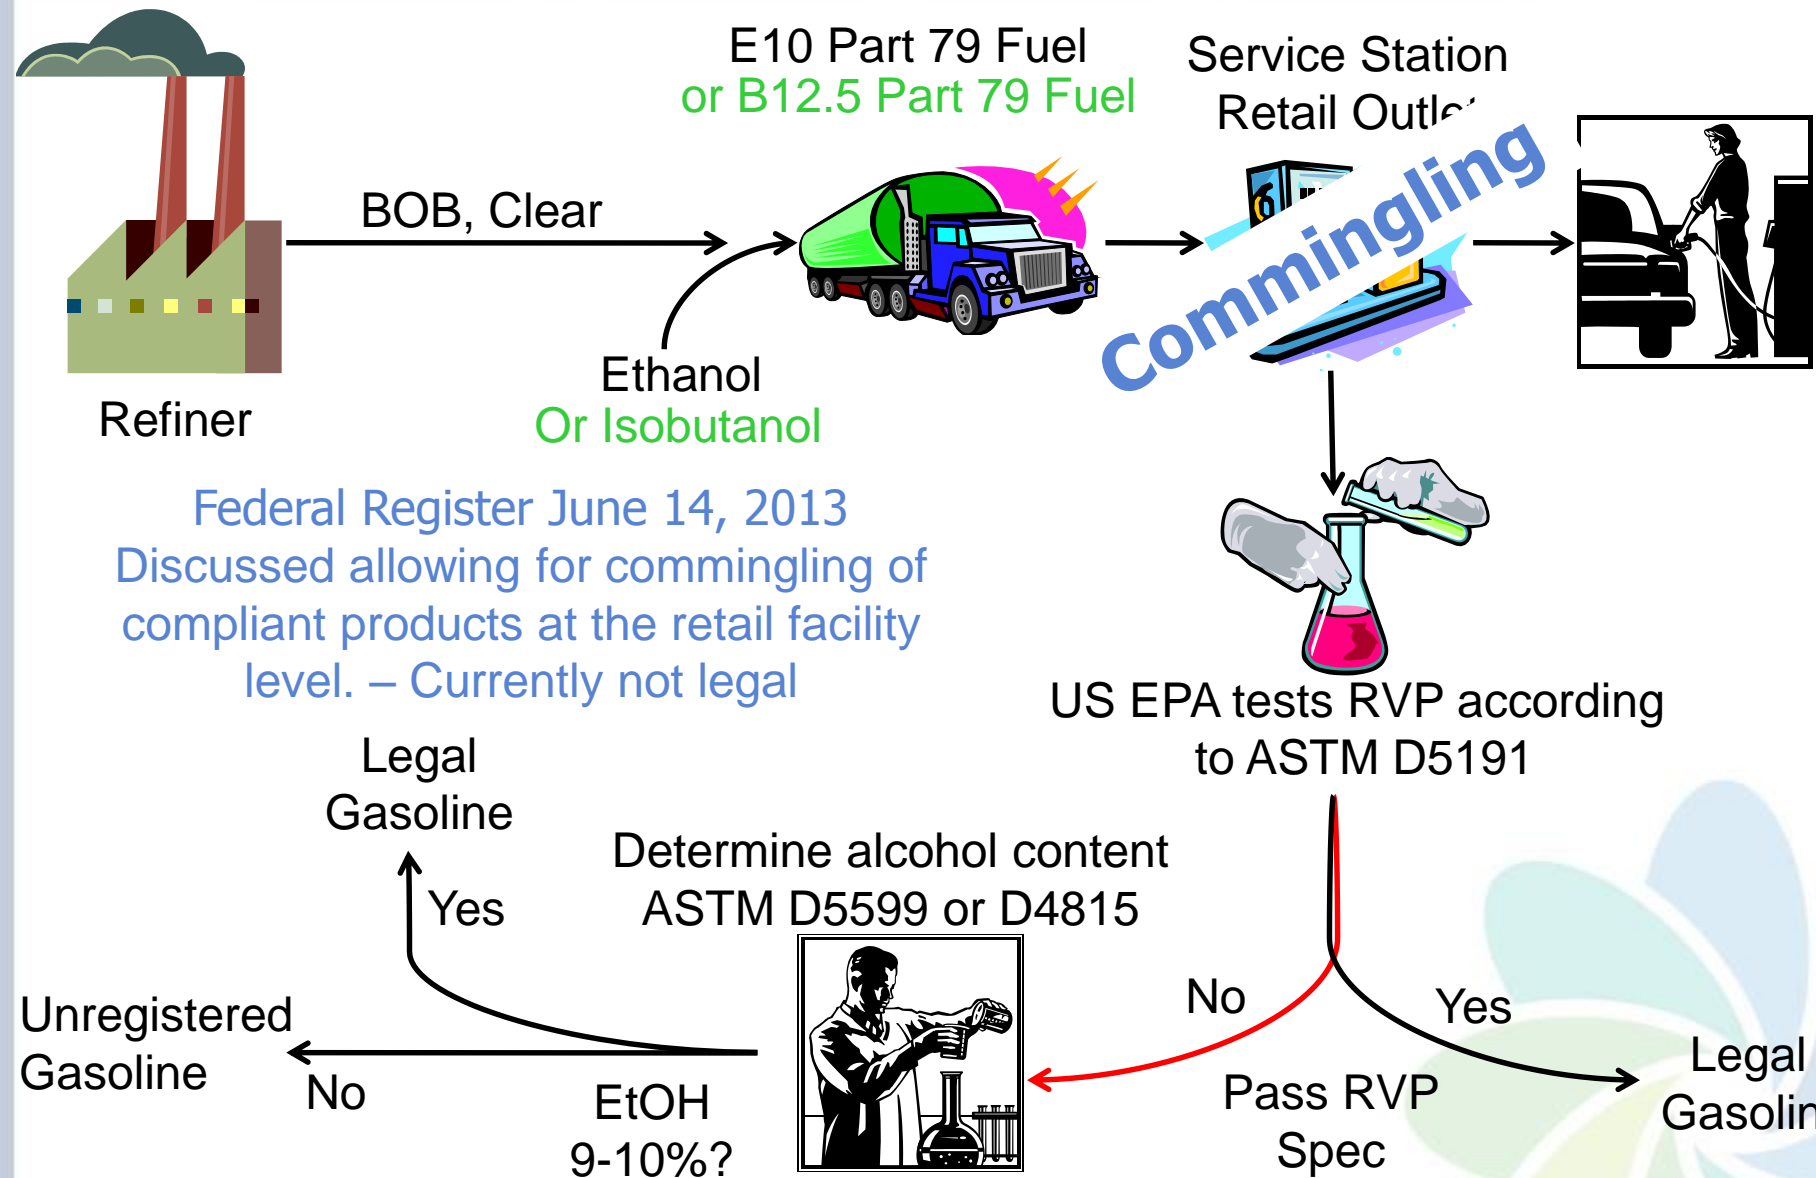 E10 Part 79 Fuel
or B12.5 Part 79 Fuel
Service Station
Retail
Commingling
BOB, Clear
Ethanol
Or Isobutanol
Refiner
Federal Register June 14, 2013
Discussed allowing for commingling of
compliant products at the retail facility
level. – Currently not legal
US EPA tests RVP according
to ASTM D5191
Legal
Gasoline
Determine alcohol content
ASTM D5599 or D4815
Yes
No
Yes
Unregistered
Gasoline
No
EtOH
9-10%?
Pass RVP
Spec
Legal